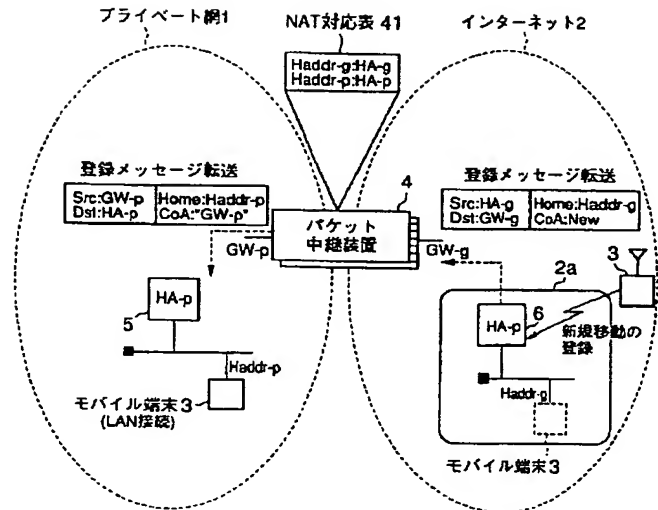 プライベート網1
NAT対応表 41
インターネット2
Haddr-g:HA-g
Haddr-p:HA-p
登録メッセージ転送
Src:GW-p
Dst:HA-p
Home:Haddr-p
CoA:"GW-p"
4
パケット
中継装置
GW-p
GW-g
登録メッセージ転送
Src:HA-g
Dst:GW-g
Home:Haddr-g
CoA:New
3
2a
HA-p
5
Haddr-p
モバイル端末3
(LAN接続)
HA-p
6
新規移動の
登録
Haddr-g
モバイル端末3